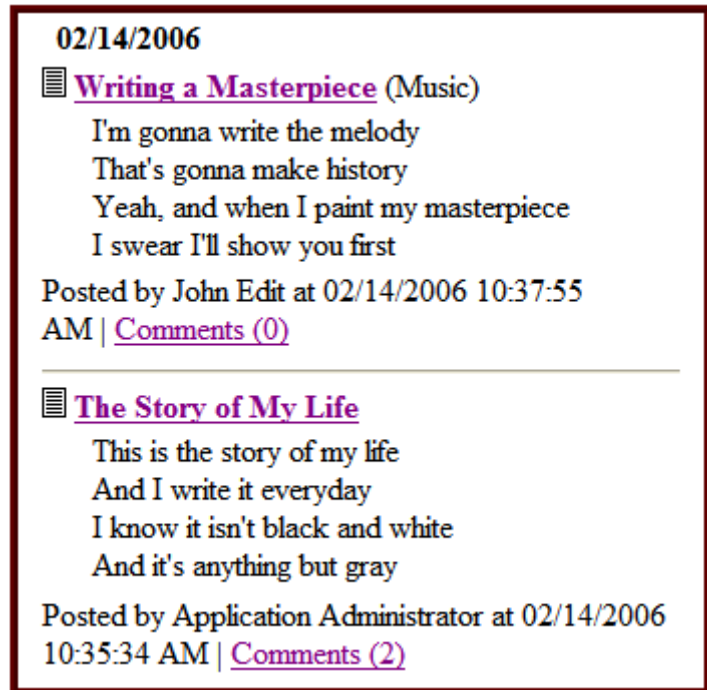 02/14/2006
Writing a Masterpiece (Music)
I'm gonna write the melody
That's gonna make history
Yeah, and when I paint my masterpiece
I swear I'll show you first
Posted by John Edit at 02/14/2006 10:37:55
AM | Comments (0)
The Story of My Life
This is the story of my life
And I write it everyday
I know it isn't black and white
And it's anything but gray
Posted by Application Administrator at 02/14/2006
10:35:34 AM | Comments (2)